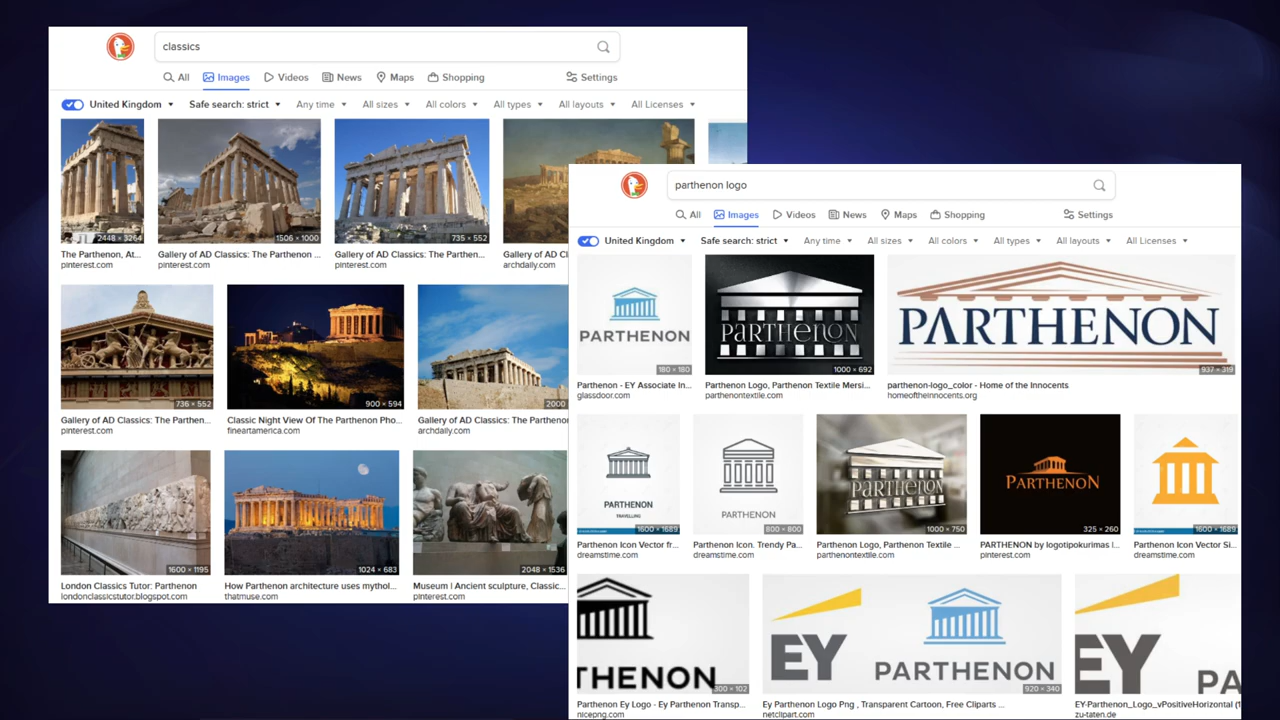 classics
All Images Videos News Maps Shopping Settings
United Kingdom Safe search: strict Any time All sizes All colors All types All layouts All Licenses
2448 × 3264
1506 × 1000
735 × 552
The Parthenon, At...
pinterest.com
Gallery of AD Classics: The Parthenon ...
pinterest.com
Gallery of AD Classics: The Parthen...
pinterest.com
Gallery of AD Cl
archdaily.com
736 × 552
900 × 594
2000
Gallery of AD Classics: The Parthen...
pinterest.com
Classic Night View Of The Parthenon Pho...
fineartamerica.com
Gallery of AD Classics: The Parthenon
archdaily.com
1600 × 1195
1024 × 683
2048 × 1536
London Classics Tutor: Parthenon
londonclassicstutor.blogspot.com
How Parthenon architecture uses mythol...
thatmuse.com
Museum | Ancient sculpture, Classic...
pinterest.com
parthenon logo
All Images Videos News Maps Shopping Settings
United Kingdom Safe search: strict Any time All sizes All colors All types All layouts All Licenses
PARTHENON
180 × 180
PARTHENON
1000 × 692
PARTHENON
937 × 319
Parthenon - EY Associate In...
glassdoor.com
Parthenon Logo, Parthenon Textile Mersi...
parthenontextile.com
parthenon-logo_color - Home of the Innocents
homeoftheinnocents.org
PARTHENON
TRAVELLING
1600 × 1689
PARTHENON
800 × 800
PARTHENON
1000 × 750
PARTHENON
325 × 260
1600 × 1689
Parthenon Icon Vector fr...
dreamstime.com
Parthenon Icon. Trendy Pa...
dreamstime.com
Parthenon Logo, Parthenon Textile ...
parthenontextile.com
PARTHENON by logotipokurimas |...
pinterest.com
Parthenon Icon Vector Si...
dreamstime.com
THENON
300 × 102
EY PARTHENON
920 × 340
EY PA
Parthenon Ey Logo - Ey Parthenon Transp...
nicepng.com
Ey Parthenon Logo Png , Transparent Cartoon, Free Cliparts ...
netclipart.com
EY-Parthenon_Logo_vPositiveHorizontal (1
zu-taten.de